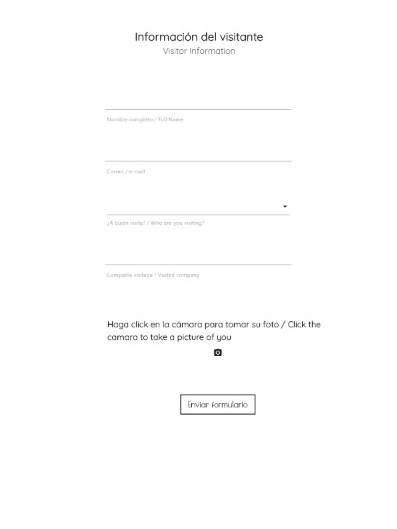 Información del visitante
Visitor Information
Nombre completo / Full Name
Correo / e-mail
¿A quién visita? / Who are you visiting?
Compañía visitada / Visited company
Haga click en la cámara para tomar su foto / Click the
camara to take a picture of you
Enviar formulario